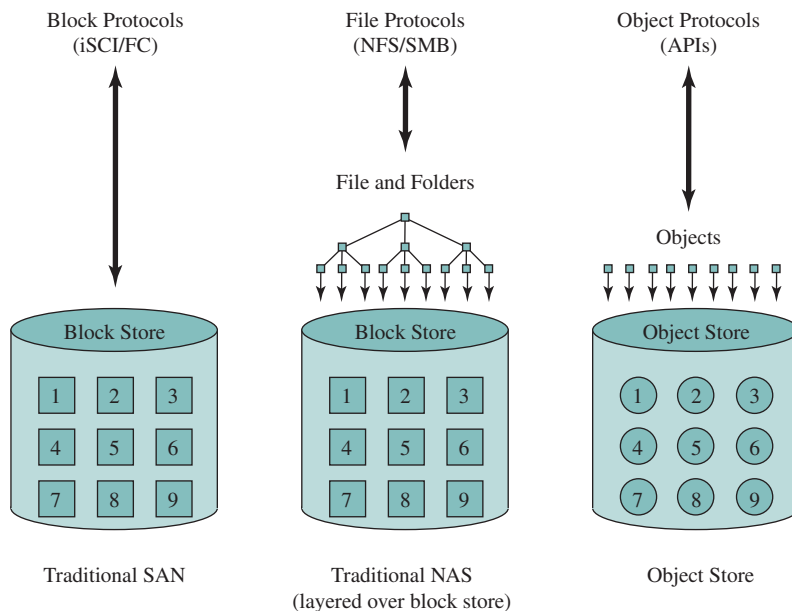 Block Protocols
(iSCI/FC)
File Protocols
(NFS/SMB)
Object Protocols
(APIs)
File and Folders
Objects
Block Store
1 2 3
4 5 6
7 8 9
Block Store
1 2 3
4 5 6
7 8 9
Object Store
1 2 3
4 5 6
7 8 9
Traditional SAN
Traditional NAS
(layered over block store)
Object Store